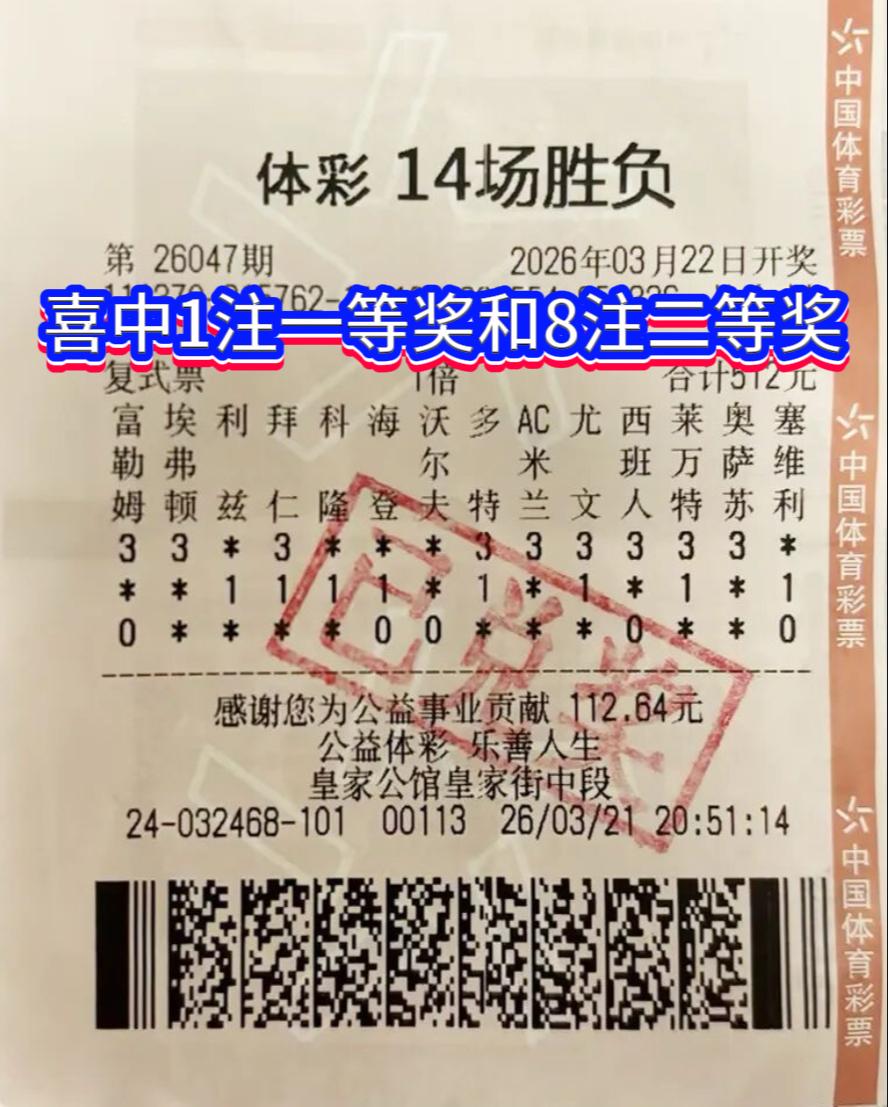 体彩 14场胜负
第 26047期 2026年03月22日开奖
喜中1注一等奖和8注二等奖
复式票 1倍 合计512元
富 埃 利 拜 科 海 沃 多 AC 尤 西 莱 奥 塞
勒 弗 尔 米 班 万 萨 维
姆 顿 兹 仁 隆 登 夫 特 兰 文 人 特 苏 利
3 3 * 3 * * * 3 3 3 3 3 3 *
* * 1 1 1 1 * 1 * 1 * 1 * 1
0 * * * * 0 0 * * * 0 * * 0
已兑奖
感谢您为公益事业贡献 112.64元
公益体彩 乐善人生
皇家公馆皇家街中段
24-032468-101 00113 26/03/21 20:51:14
中国体育彩票
中国体育彩票
中国体育彩票